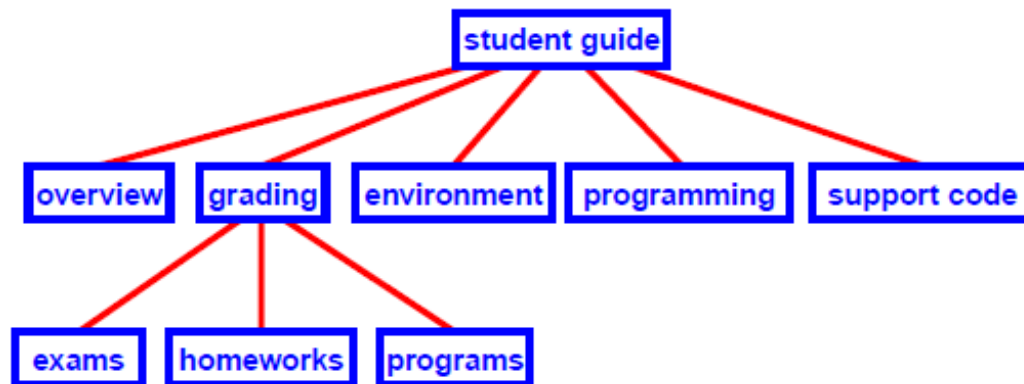 student guide
overview
grading
environment
programming
support code
exams
homeworks
programs